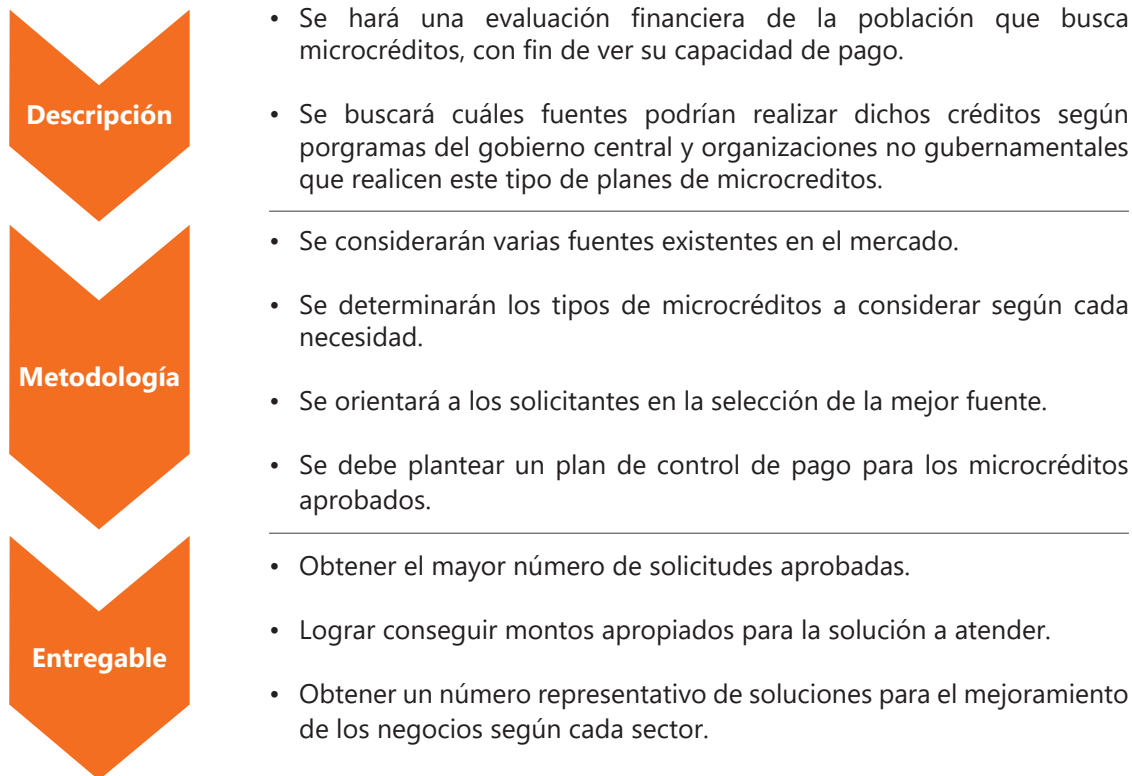 Descripción
• Se hará una evaluación financiera de la población que busca
microcréditos, con fin de ver su capacidad de pago.
• Se buscará cuáles fuentes podrían realizar dichos créditos según
porgramas del gobierno central y organizaciones no gubernamentales
que realicen este tipo de planes de microcreditos.
Metodología
• Se considerarán varias fuentes existentes en el mercado.
• Se determinarán los tipos de microcréditos a considerar según cada
necesidad.
• Se orientará a los solicitantes en la selección de la mejor fuente.
• Se debe plantear un plan de control de pago para los microcréditos
aprobados.
Entregable
• Obtener el mayor número de solicitudes aprobadas.
• Lograr conseguir montos apropiados para la solución a atender.
• Obtener un número representativo de soluciones para el mejoramiento
de los negocios según cada sector.